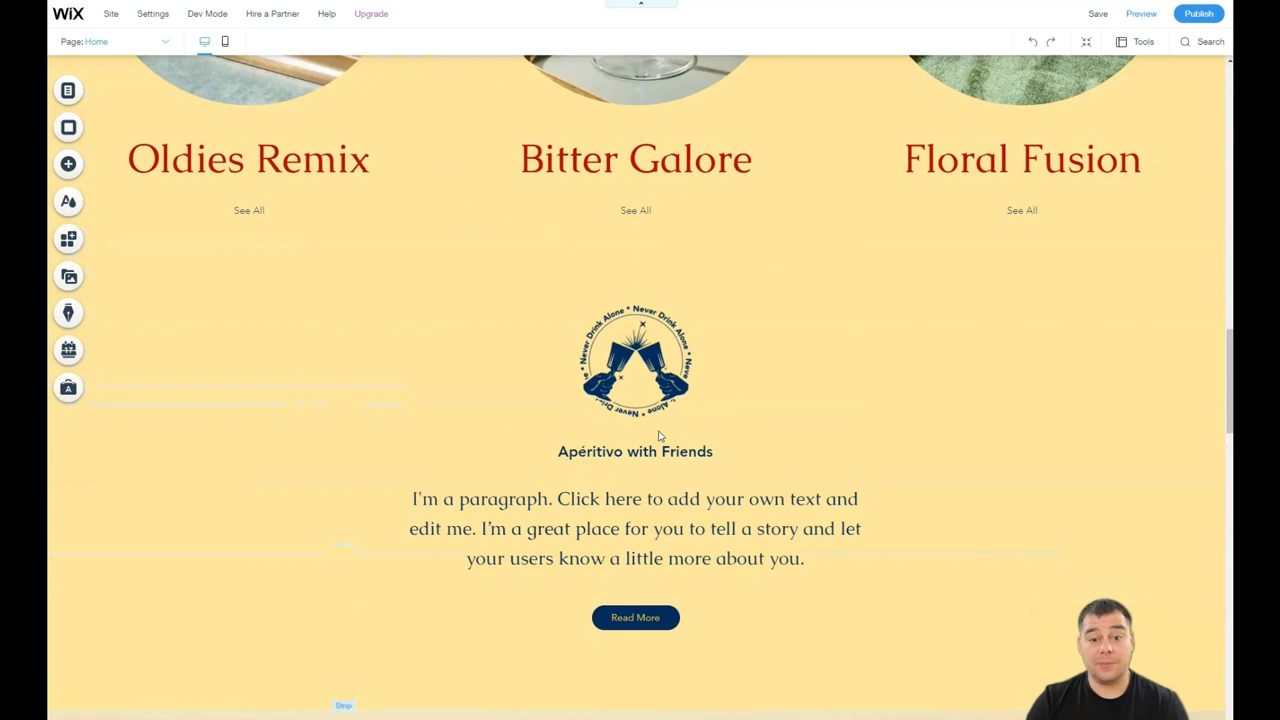 WiX Site Settings Dev Mode Hire a Partner Help Upgrade Save Preview Publish
Page: Home Tools Search
Oldies Remix Bitter Galore Floral Fusion
See All See All See All
* Never Drink Alone * Never Drink Alone * Never Drink Alone *
Apéritivo with Friends
I'm a paragraph. Click here to add your own text and
edit me. I'm a great place for you to tell a story and let
your users know a little more about you.
Read More
Strip